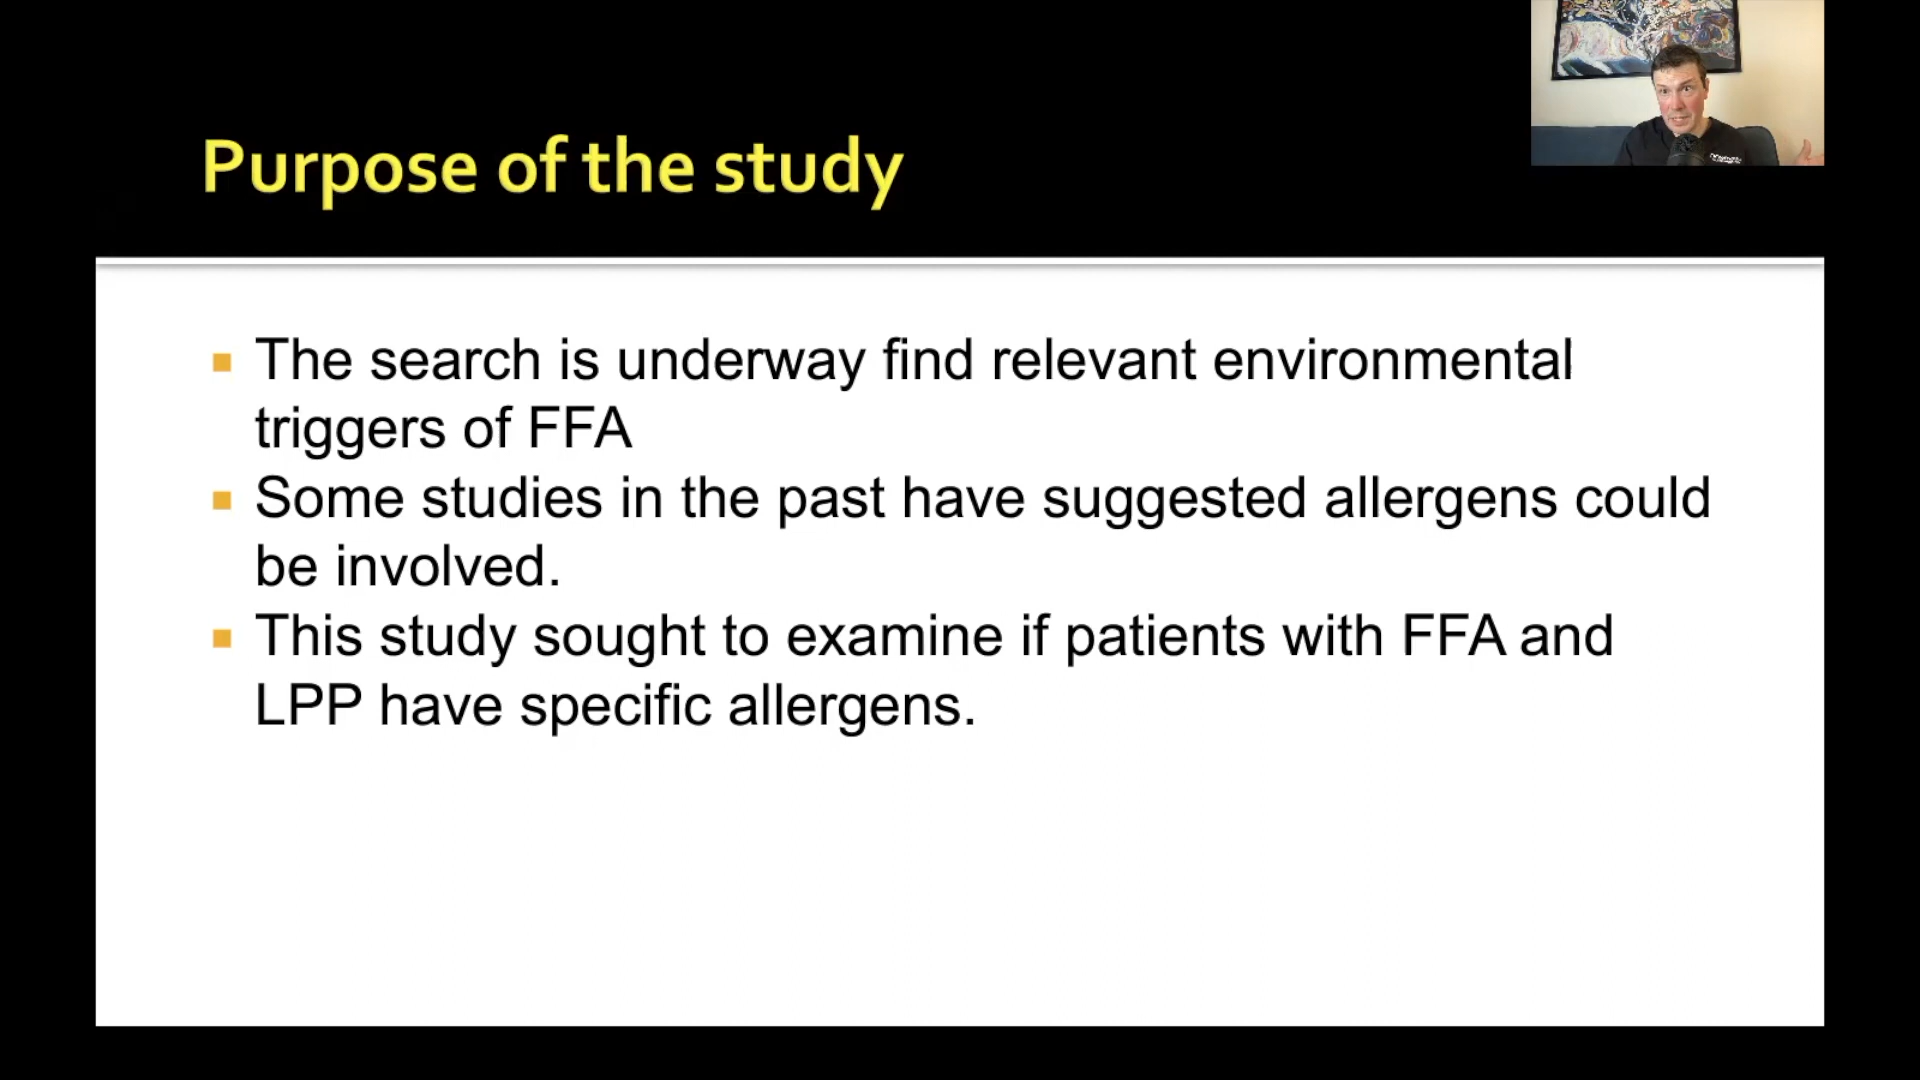 Purpose of the study
The search is underway find relevant environmental
triggers of FFA
Some studies in the past have suggested allergens could
be involved.
This study sought to examine if patients with FFA and
LPP have specific allergens.